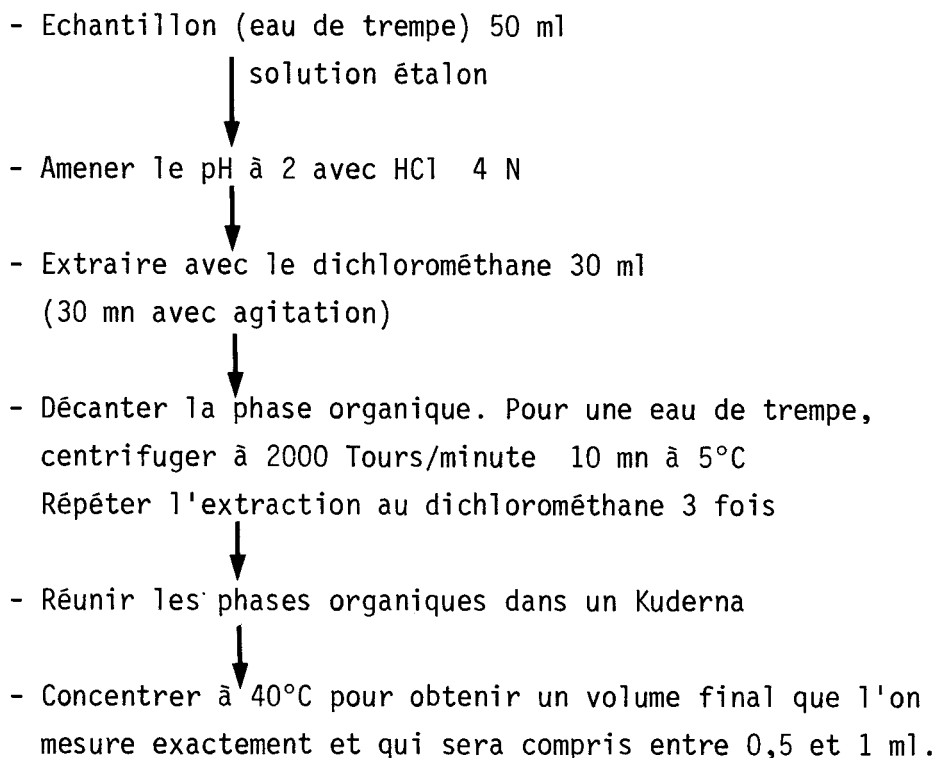 - Echantillon (eau de trempe) 50 ml
solution étalon
- Amener le pH à 2 avec HCl 4 N
- Extraire avec le dichlorométhane 30 ml
(30 mn avec agitation)
- Décanter la phase organique. Pour une eau de trempe,
centrifuger à 2000 Tours/minute 10 mn à 5°C
Répéter l'extraction au dichlorométhane 3 fois
- Réunir les phases organiques dans un Kuderna
- Concentrer à 40°C pour obtenir un volume final que l'on
mesure exactement et qui sera compris entre 0,5 et 1 ml.